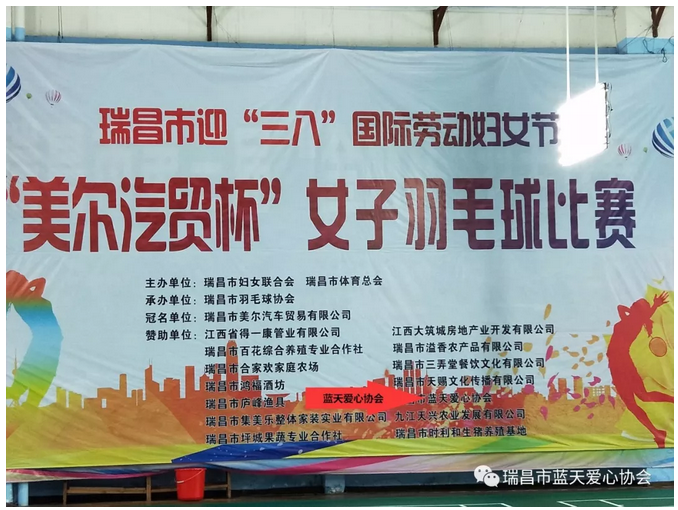 瑞昌市迎“三八”国际劳动妇女节
“美尔汽贸杯”女子羽毛球比赛
主办单位：瑞昌市妇女联合会 瑞昌市体育总会
承办单位：瑞昌市羽毛球协会
冠名单位：瑞昌市美尔汽车贸易有限公司
赞助单位：江西省得一康管业有限公司 江西大筑城房地产业开发有限公司
瑞昌市百花综合养殖专业合作社 瑞昌市溢香农产品有限公司
瑞昌市合家欢家庭农场 瑞昌市三弄堂餐饮文化有限公司
瑞昌市鸿福酒坊 瑞昌市天赐文化传播有限公司
瑞昌市庐峰渔具 蓝天爱心协会 市蓝天爱心协会
瑞昌市集美乐整体家装实业有限公司 九江天兴农业发展有限公司
瑞昌市坪城果蔬专业合作社 瑞昌市时利和生猪养殖基地
瑞昌市蓝天爱心协会